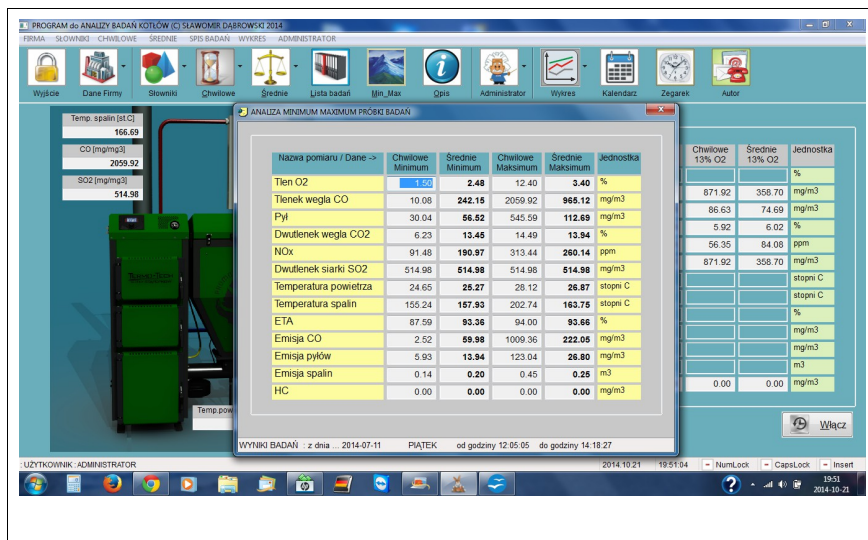 PROGRAM do ANALIZY BADAŃ KOTŁÓW (C) SŁAWOMIR DĄBROWSKI 2014
FIRMA SŁOWNIKI CHWILOWE ŚREDNIE SPIS BADAŃ WYKRES ADMINISTRATOR
Wyjście Dane Firmy Słowniki Chwilowe Średnie Lista badań Min_Max Opis Administrator Wykres Kalendarz Zegarek Autor
Temp. spalin [st.C]
166.69
CO [mg/mg3]
2059.92
SO2 [mg/mg3]
514.98
Temp.pow
ANALIZA MINIMUM MAXIMUM PRÓBKI BADAŃ
Nazwa pomiaru / Dane -> Chwilowe Minimum Średnie Minimum Chwilowe Maksimum Średnie Maksimum Jednostka
Tlen O2 1.50 2.48 12.40 3.40 %
Tlenek wegla CO 10.08 242.15 2059.92 965.12 mg/m3
Pył 30.04 56.52 545.59 112.69 mg/m3
Dwutlenek wegla CO2 6.23 13.45 14.49 13.94 %
NOx 91.48 190.97 313.44 260.14 ppm
Dwutlenek siarki SO2 514.98 514.98 514.98 514.98 mg/m3
Temperatura powietrza 24.65 25.27 28.12 26.87 stopni C
Temperatura spalin 155.24 157.93 202.74 163.75 stopni C
ETA 87.59 93.36 94.00 93.66 %
Emisja CO 2.52 59.98 1009.36 222.05 mg/m3
Emisja pyłów 5.93 13.94 123.04 26.80 mg/m3
Emisja spalin 0.14 0.20 0.45 0.25 m3
HC 0.00 0.00 0.00 0.00 mg/m3
WYNIKI BADAŃ : z dnia ... 2014-07-11 PIĄTEK od godziny 12:05:05 do godziny 14:18:27
Chwilowe 13% O2 Średnie 13% O2 Jednostka
%
871.92 358.70 mg/m3
86.63 74.69 mg/m3
5.92 6.02 %
56.35 84.08 ppm
871.92 358.70 mg/m3
stopni C
stopni C
%
mg/m3
mg/m3
m3
0.00 0.00 mg/m3
Włącz
: UŻYTKOWNIK : ADMINISTRATOR 2014.10.21 19:51:04 NumLock CapsLock Insert
19:51
2014-10-21